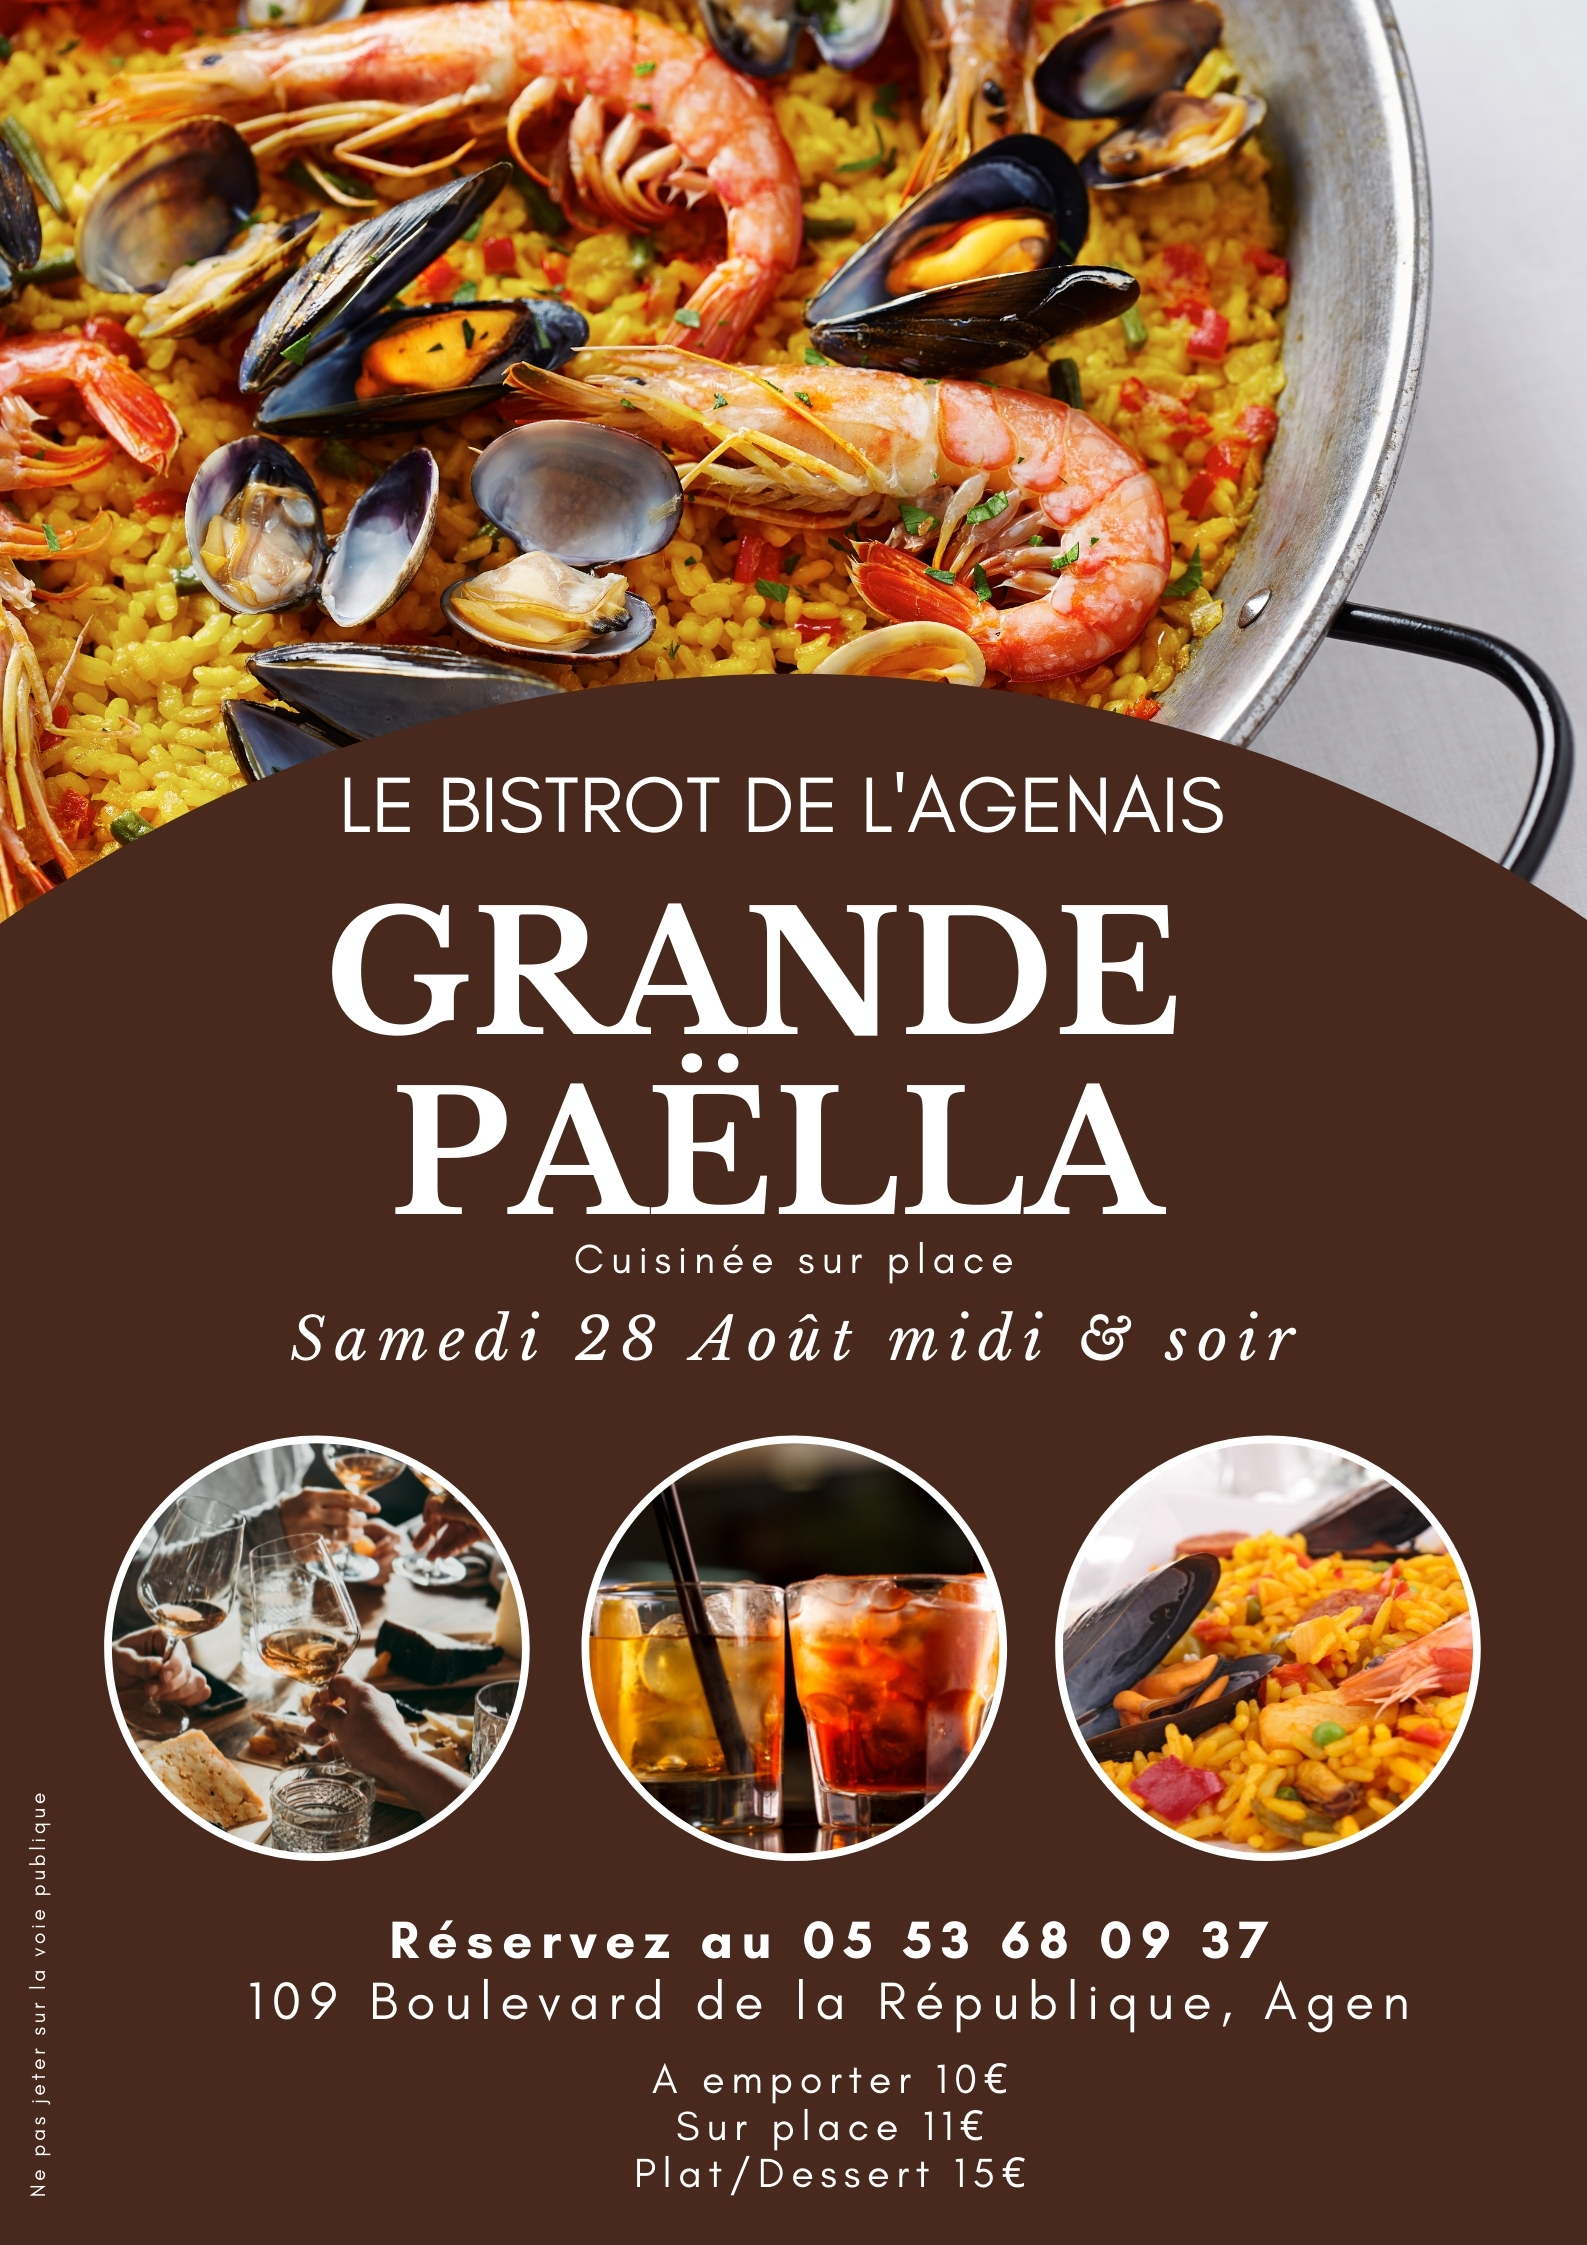 LE BISTROT DE L'AGENAIS
GRANDE
PAËLLA
Cuisinée sur place
Samedi 28 Août midi & soir
Réservez au 05 53 68 09 37
109 Boulevard de la République, Agen
A emporter 10€
Sur place 11€
Plat/Dessert 15€
Ne pas jeter sur la voie publique